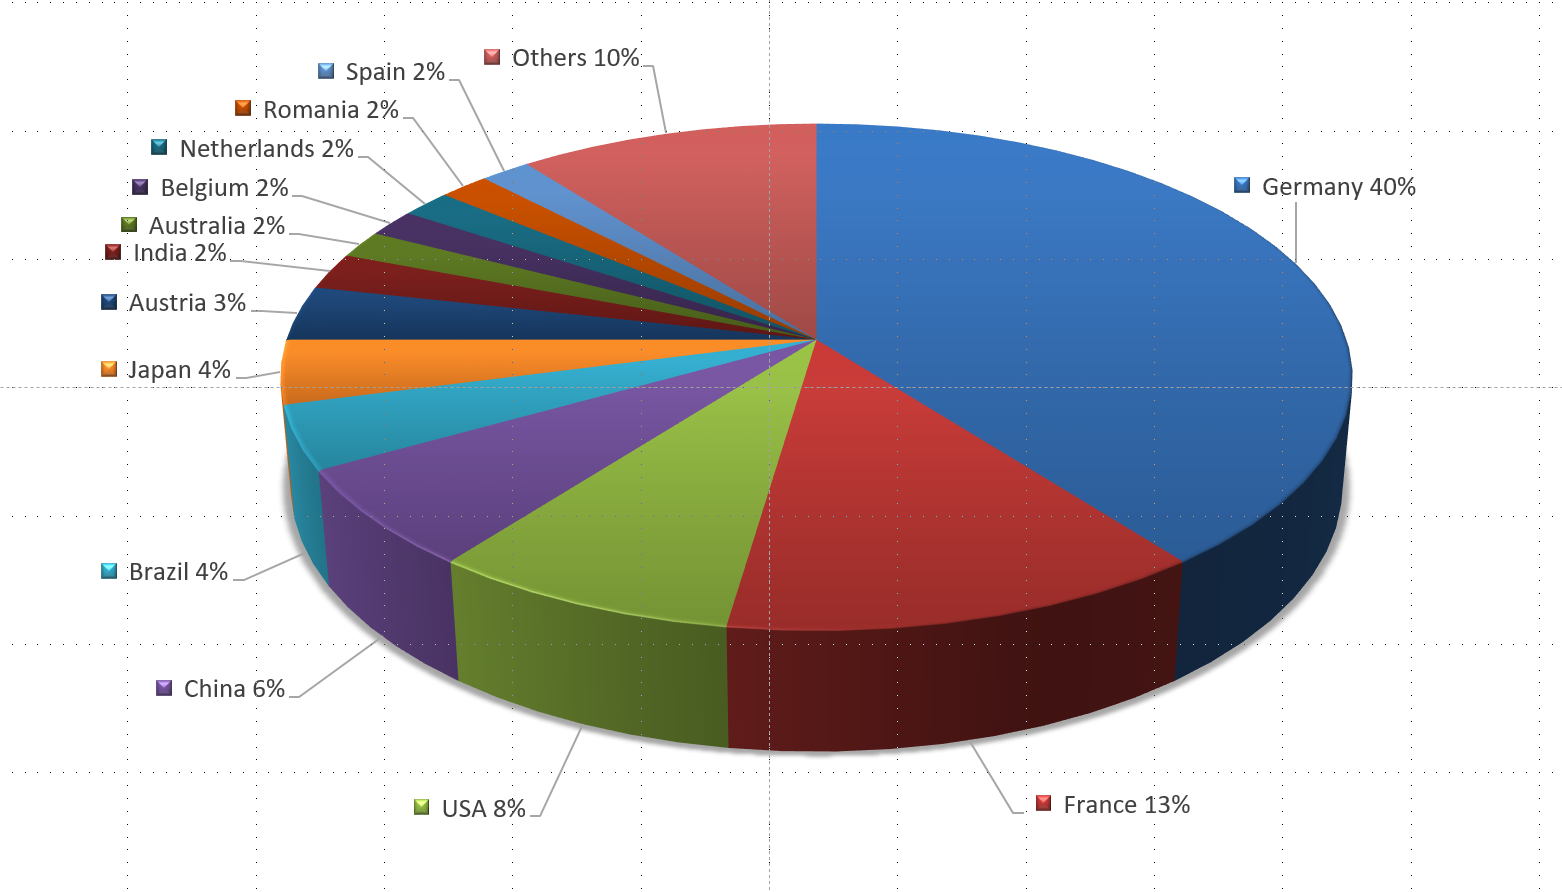 Others 10%
Spain 2%
Romania 2%
Netherlands 2%
Belgium 2%
Germany 40%
Australia 2%
India 2%
Austria 3%
Japan 4%
Brazil 4%
China 6%
France 13%
USA 8%